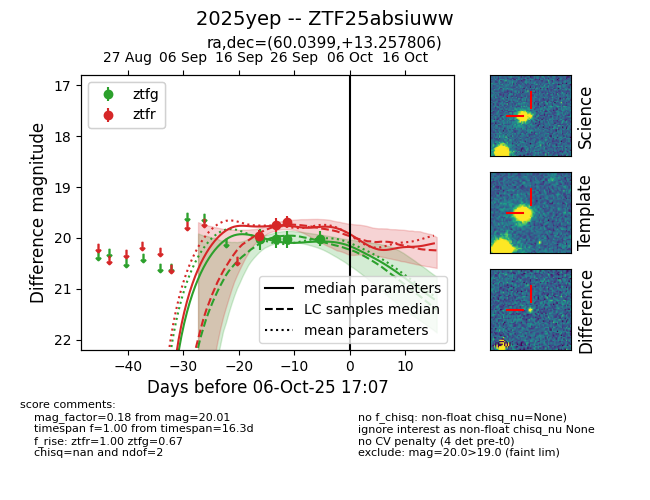 2025yep -- ZTF25absiuww
ra,dec=(60.0399,+13.257806)
27 Aug 06 Sep 16 Sep 26 Sep 06 Oct 16 Oct
ztfg
ztfr
17
18
19
20
21
22
Difference magnitude
median parameters
LC samples median
mean parameters
−40 −30 −20 −10 0 10
Days before 06-Oct-25 17:07
Science
Template
Difference
score comments:
mag_factor=0.18 from mag=20.01
timespan f=1.00 from timespan=16.3d
f_rise: ztfr=1.00 ztfg=0.67
chisq=nan and ndof=2
no f_chisq: non-float chisq_nu=None)
ignore interest as non-float chisq_nu None
no CV penalty (4 det pre-t0)
exclude: mag=20.0>19.0 (faint lim)